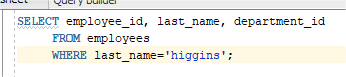 Query Builder
SELECT employee_id, last_name, department_id
FROM employees
WHERE last_name='higgins';